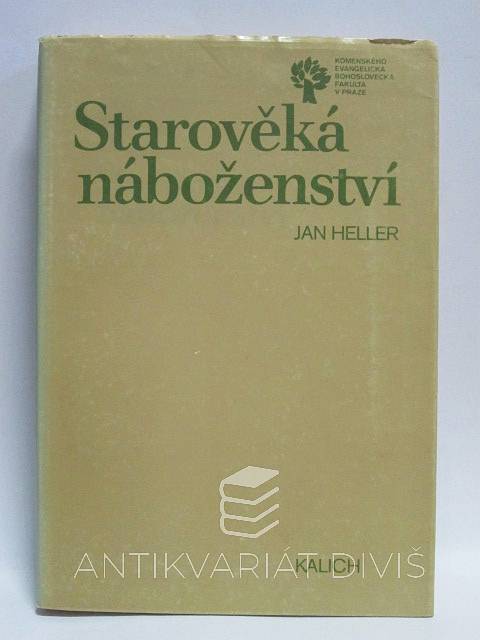 KOMENSKÉHO
EVANGELICKÁ
BOHOSLOVECKÁ
FAKULTA
V PRAZE
Starověká
náboženství
JAN HELLER
ANTIKVARIÁT DIVIŠ
KALICH